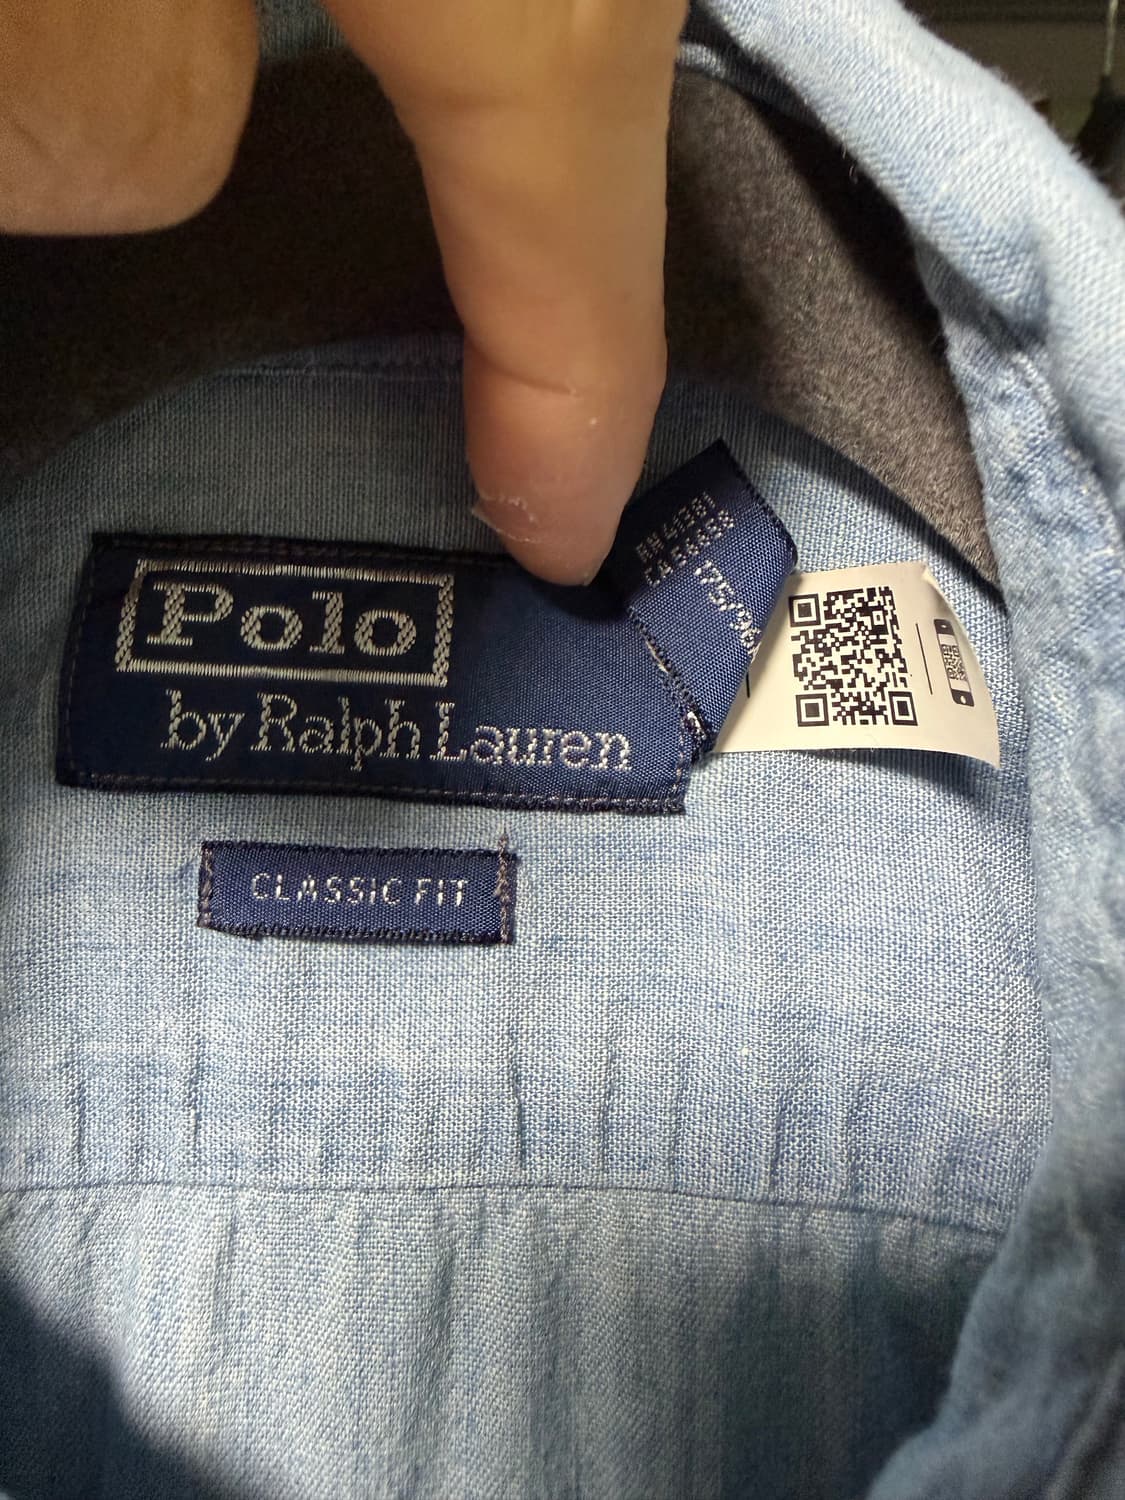 Polo
by Ralph Lauren
CLASSIC FIT